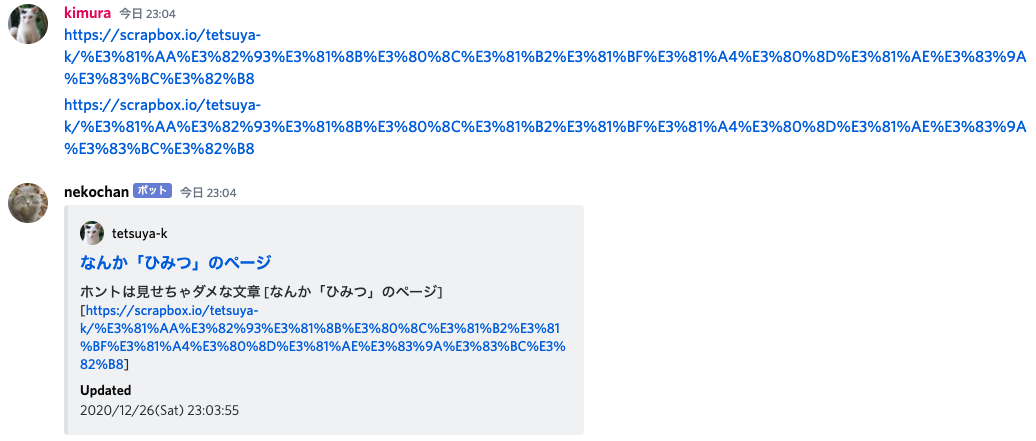 kimura 今日 23:04
https://scrapbox.io/tetsuya-
k/%E3%81%AA%E3%82%93%E3%81%8B%E3%80%8C%E3%81%B2%E3%81%BF%E3%81%A4%E3%80%8D%E3%81%AE%E3%83%9A
%E3%83%BC%E3%82%B8
https://scrapbox.io/tetsuya-
k/%E3%81%AA%E3%82%93%E3%81%8B%E3%80%8C%E3%81%B2%E3%81%BF%E3%81%A4%E3%80%8D%E3%81%AE%E3%83%9A
%E3%83%BC%E3%82%B8
nekochan ボット 今日 23:04
tetsuya-k
なんか「ひみつ」のページ
ホントは見せちゃダメな文章 [なんか「ひみつ」のページ]
[https://scrapbox.io/tetsuya-
k/%E3%81%AA%E3%82%93%E3%81%8B%E3%80%8C%E3%81%B2%E3%81
%BF%E3%81%A4%E3%80%8D%E3%81%AE%E3%83%9A%E3%83%BC%E3%
82%B8]
Updated
2020/12/26(Sat) 23:03:55